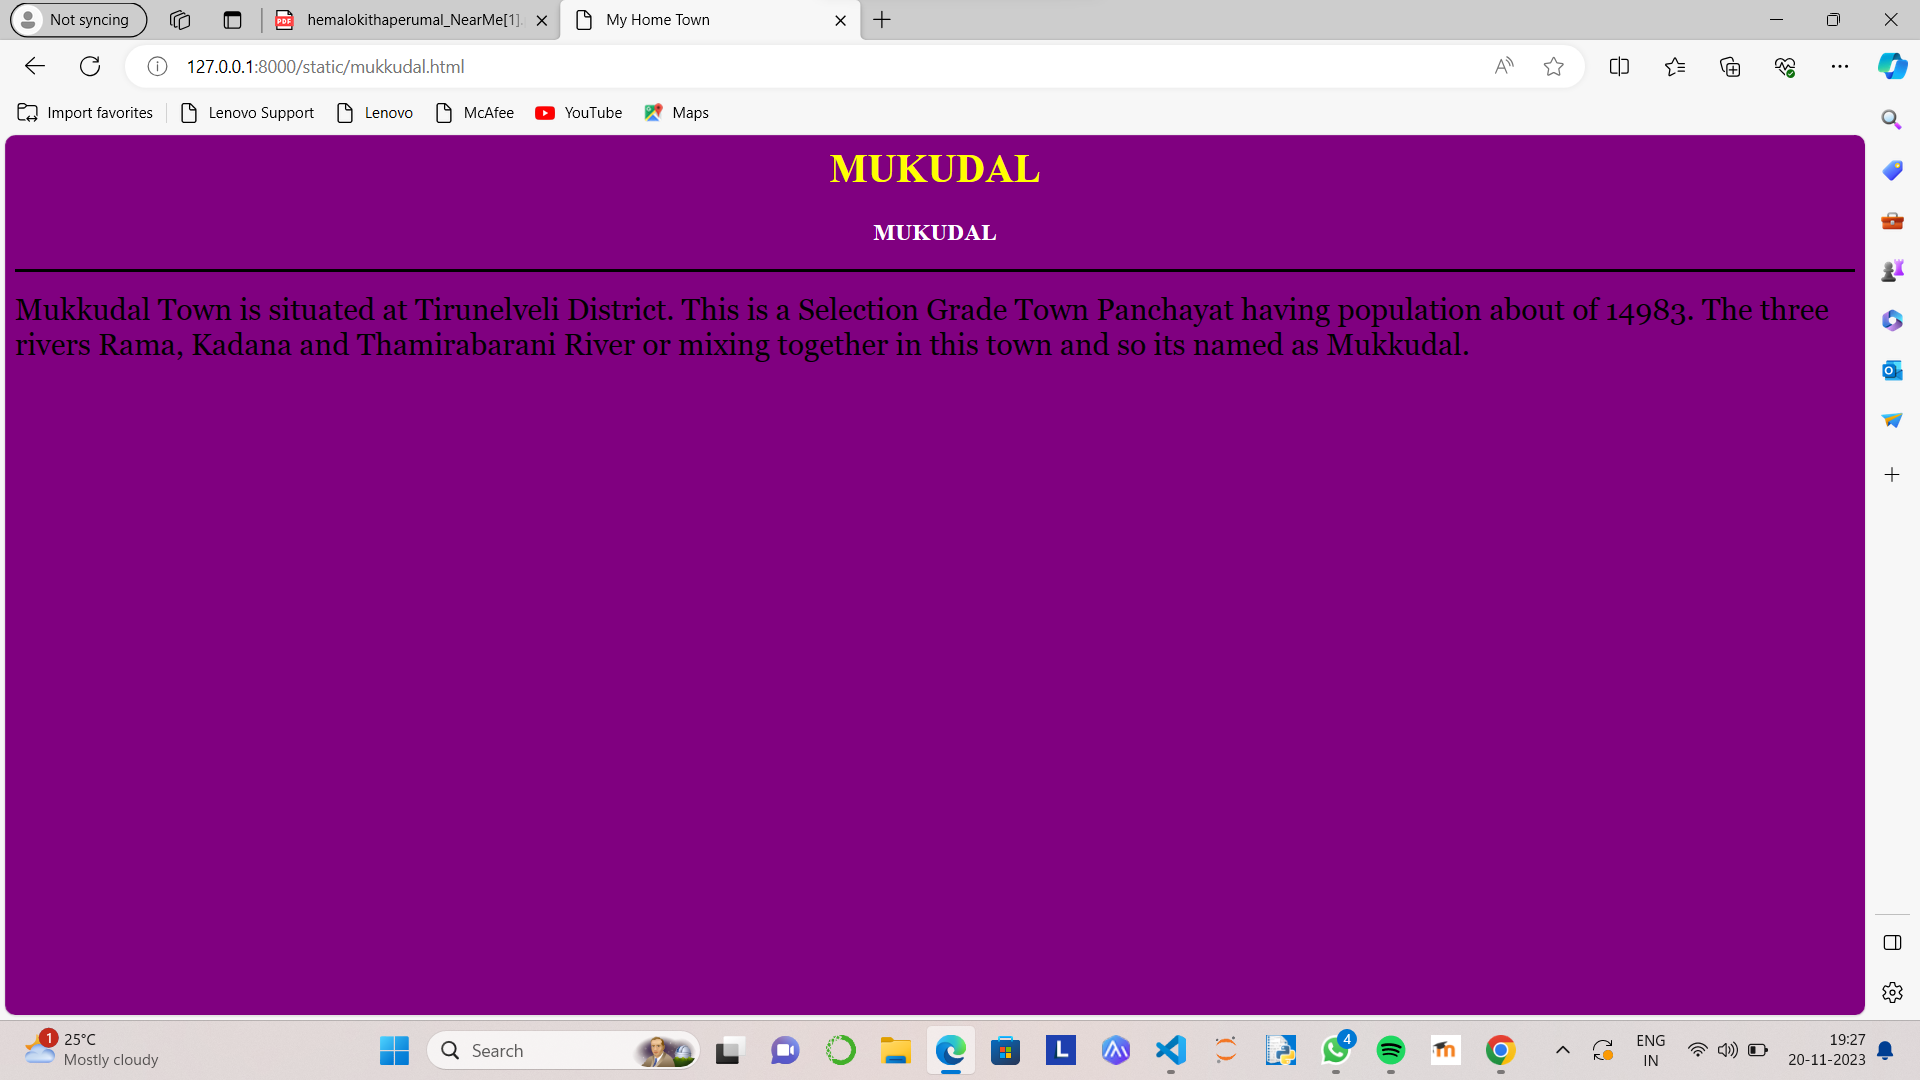 Not syncing
hemalokithaperumal_NearMe[1].
My Home Town
127.0.0.1:8000/static/mukkudal.html
Import favorites
Lenovo Support
Lenovo
McAfee
YouTube
Maps
MUKUDAL
MUKUDAL
Mukkudal Town is situated at Tirunelveli District. This is a Selection Grade Town Panchayat having population about of 14983. The three
rivers Rama, Kadana and Thamirabarani River or mixing together in this town and so its named as Mukkudal.
1
25°C
Mostly cloudy
Search
4
ENG
IN
19:27
20-11-2023